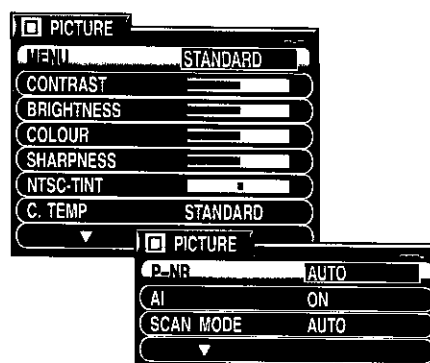 PICTURE
MENU STANDARD
CONTRAST
BRIGHTNESS
COLOUR
SHARPNESS
NTSC-TINT
C. TEMP STANDARD
PICTURE
P-NR AUTO
AI ON
SCAN MODE AUTO